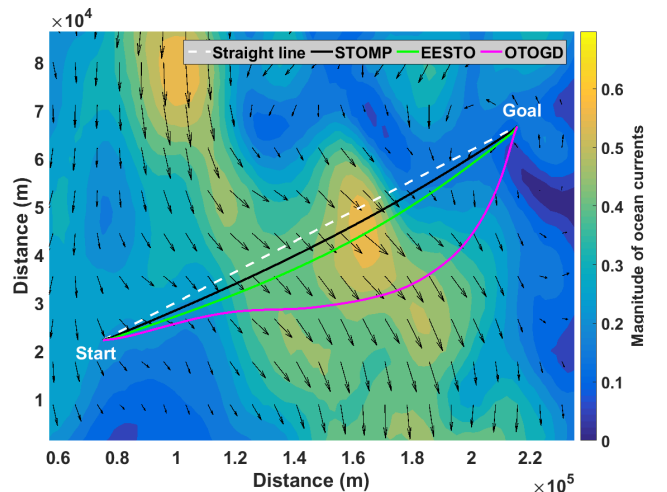 ×10⁴
Straight line STOMP EESTO OTOGD
8
7
6
5
4
3
2
1
Distance (m)
Goal
Start
0.6 0.8 1 1.2 1.4 1.6 1.8 2 2.2
Distance (m)
×10⁵
0.6
0.5
0.4
0.3
0.2
0.1
0
Magnitude of ocean currents